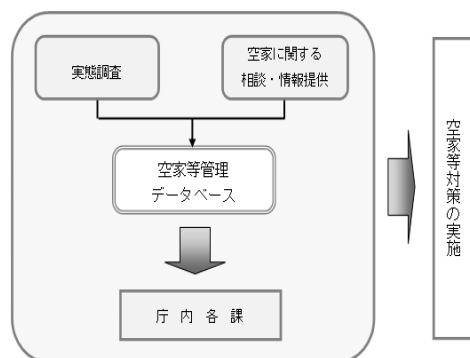 実態調査
空家に関する
相談・情報提供
空家等管理
データベース
庁内各課
空家等対策の実施